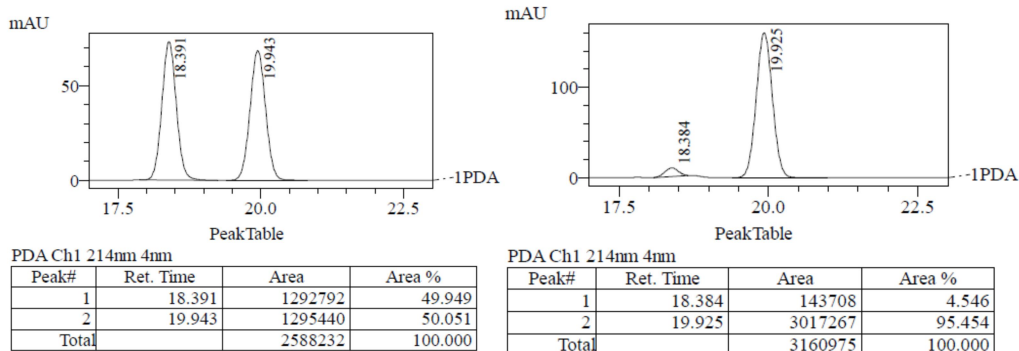 mAU
18.391
19.943
50
0
-1PDA
17.5 20.0 22.5
PeakTable
PDA Ch1 214nm 4nm
Peak# Ret. Time Area Area %
1 18.391 1292792 49.949
2 19.943 1295440 50.051
Total 2588232 100.000
mAU
18.384
19.925
100
0
-1PDA
17.5 20.0 22.5
PeakTable
PDA Ch1 214nm 4nm
Peak# Ret. Time Area Area %
1 18.384 143708 4.546
2 19.925 3017267 95.454
Total 3160975 100.000